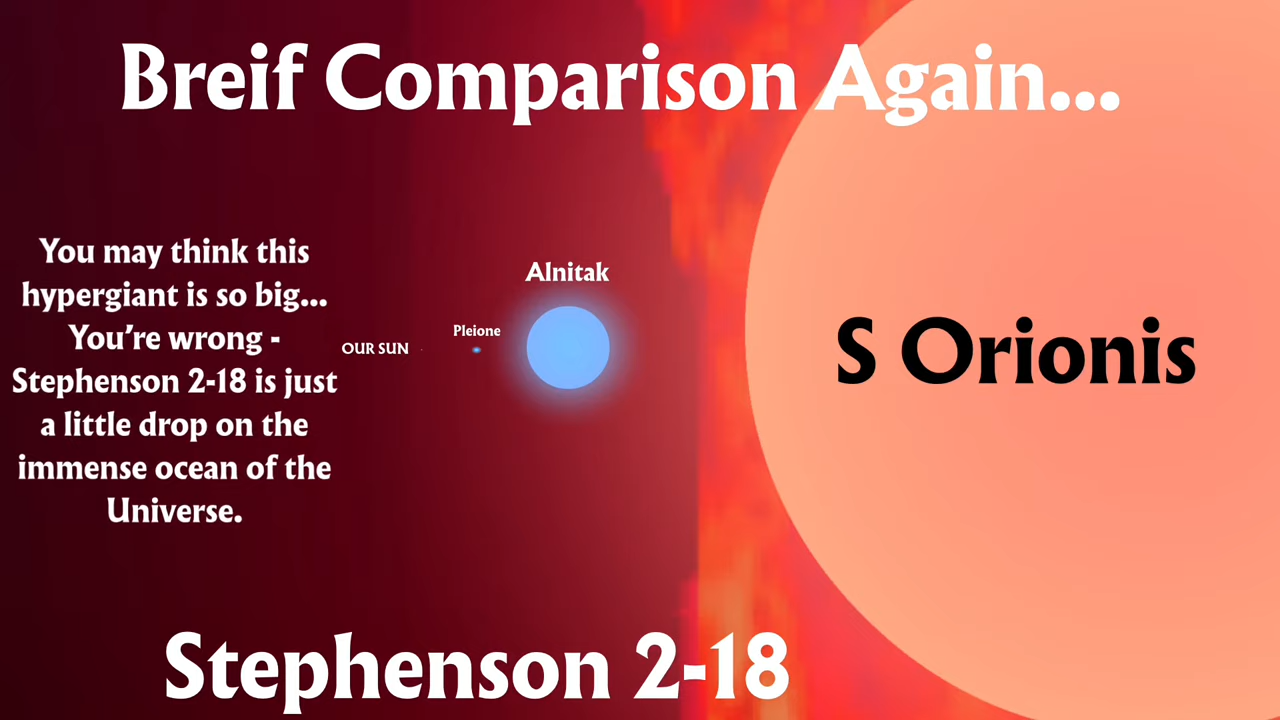 Breif Comparison Again...
You may think this
hypergiant is so big...
You're wrong -
Stephenson 2-18 is just
a little drop on the
immense ocean of the
Universe.
OUR SUN
Pleione
Alnitak
S Orionis
Stephenson 2-18